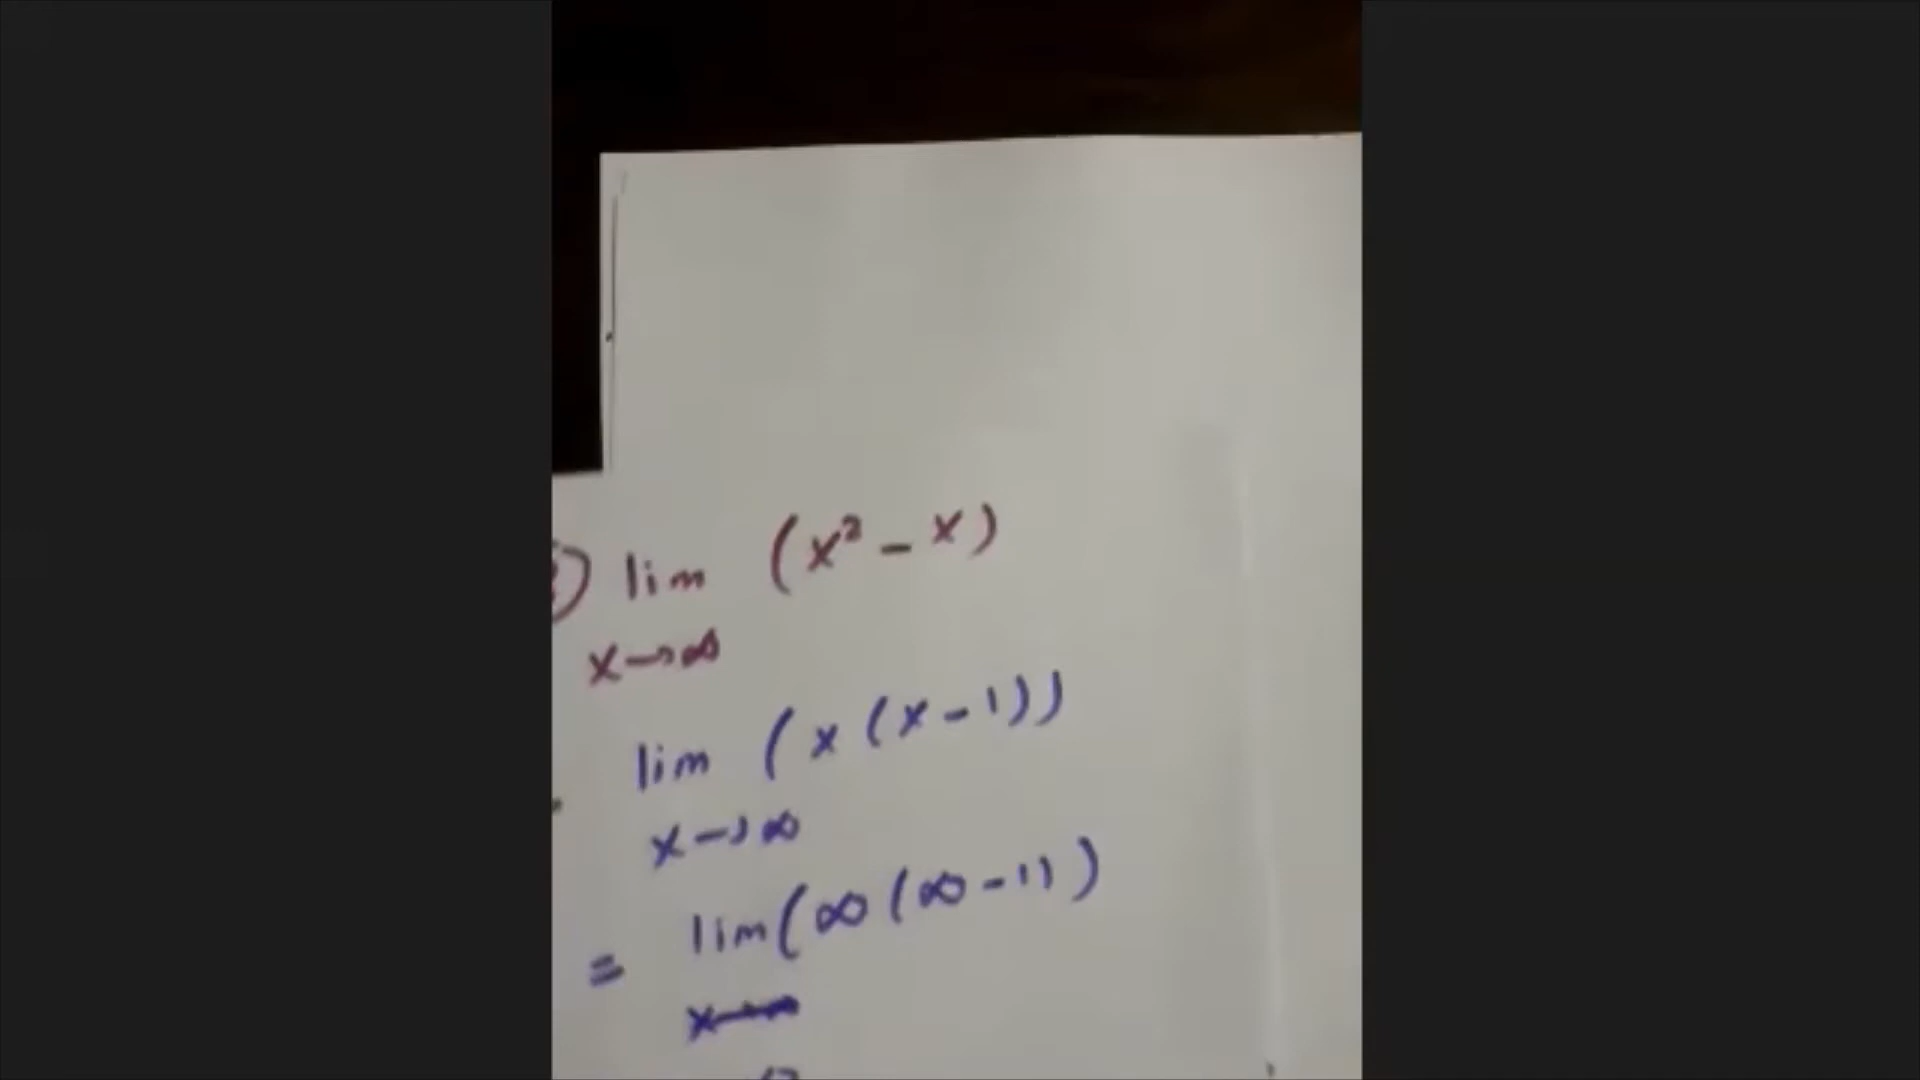 lim (x² - x)
x→∞
lim (x(x-1))
x→∞
= lim(∞(∞-1))
x→∞